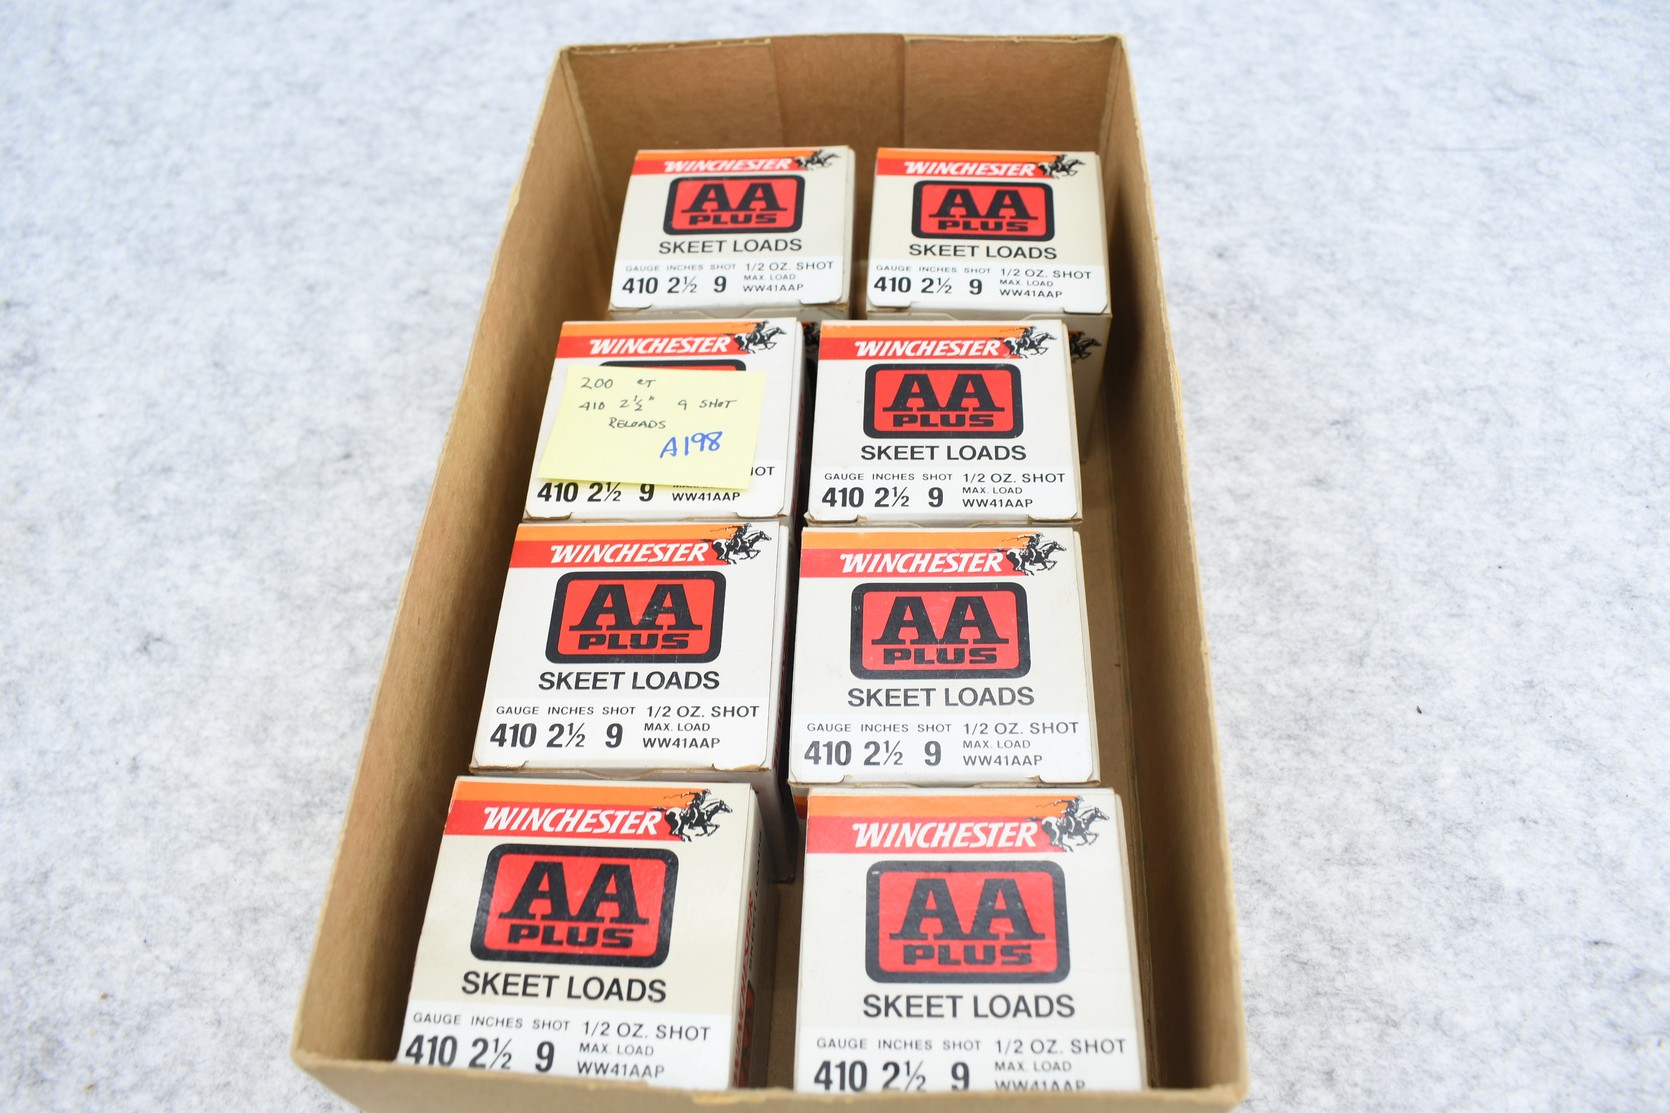 WINCHESTER
AA
PLUS
SKEET LOADS
GAUGE INCHES SHOT 1/2 OZ. SHOT
410 2½ 9 MAX. LOAD
WW41AAP
WINCHESTER
AA
PLUS
SKEET LOADS
GAUGE INCHES SHOT 1/2 OZ. SHOT
410 2½ 9 MAX. LOAD
WW41AAP
WINCHESTER
200 CT
410 2½" 9 SHOT
RELOADS
A198
410 2½ 9 WW41AAP
WINCHESTER
AA
PLUS
SKEET LOADS
GAUGE INCHES SHOT 1/2 OZ. SHOT
410 2½ 9 MAX. LOAD
WW41AAP
WINCHESTER
AA
PLUS
SKEET LOADS
GAUGE INCHES SHOT 1/2 OZ. SHOT
410 2½ 9 MAX. LOAD
WW41AAP
WINCHESTER
AA
PLUS
SKEET LOADS
GAUGE INCHES SHOT 1/2 OZ. SHOT
410 2½ 9 MAX. LOAD
WW41AAP
WINCHESTER
AA
PLUS
SKEET LOADS
GAUGE INCHES SHOT 1/2 OZ. SHOT
410 2½ 9 MAX. LOAD
WW41AAP
WINCHESTER
AA
PLUS
SKEET LOADS
GAUGE INCHES SHOT 1/2 OZ. SHOT
410 2½ 9 MAX. LOAD
WW41AAP